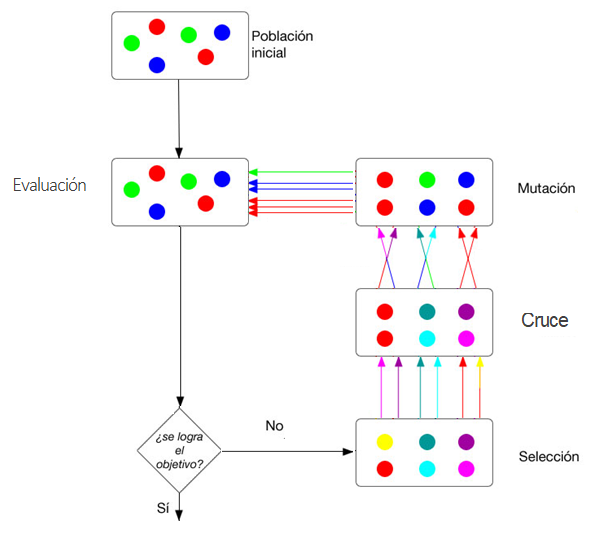 Población
inicial
Evaluación
Mutación
Cruce
¿se logra
el
objetivo?
No
Selección
Sí